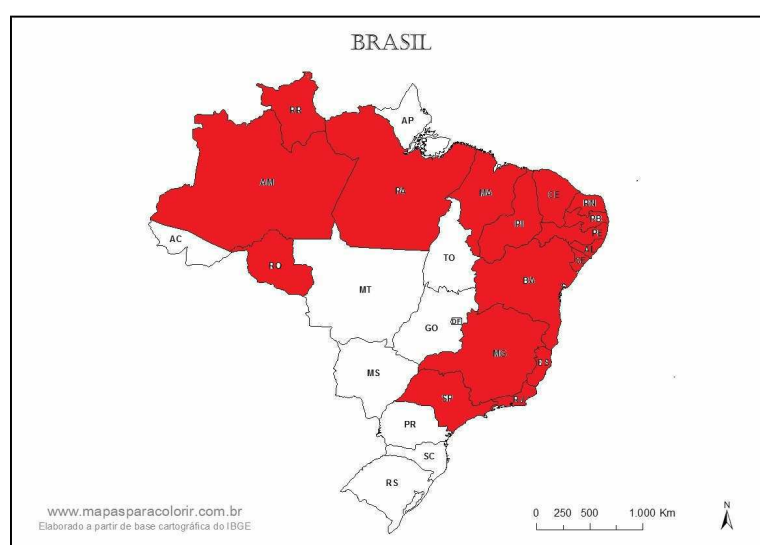 BRASIL
RR
AP
AM
PA
MA
CE
RN
PB
PE
PI
AL
SE
AC
RO
TO
BA
MT
GO
DF
MG
ES
MS
SP
RJ
PR
SC
RS
www.mapasparacolorir.com.br
Elaborado a partir de base cartográfica do IBGE
0 250 500 1.000 Km
N